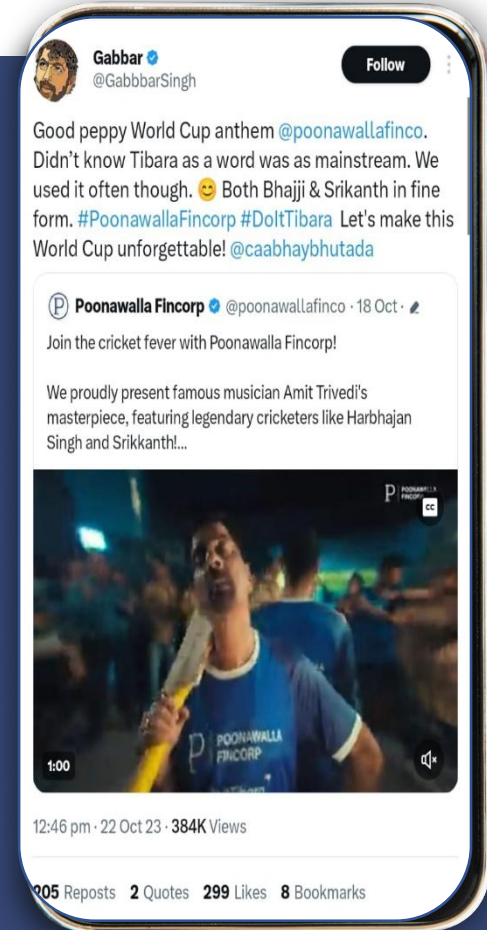 Gabbar
@GabbbarSingh
Follow
Good peppy World Cup anthem @poonawallafinco.
Didn't know Tibara as a word was as mainstream. We
used it often though. 😊 Both Bhajji & Srikanth in fine
form. #PoonawallaFincorp #DoItTibara Let's make this
World Cup unforgettable! @caabhaybhutada
Poonawalla Fincorp @poonawallafinco · 18 Oct ·
Join the cricket fever with Poonawalla Fincorp!
We proudly present famous musician Amit Trivedi's
masterpiece, featuring legendary cricketers like Harbhajan
Singh and Srikkanth!...
POONAWALLA
FINCORP
CC
POONAWALLA
FINCORP
1:00
12:46 pm · 22 Oct 23 · 384K Views
205 Reposts 2 Quotes 299 Likes 8 Bookmarks